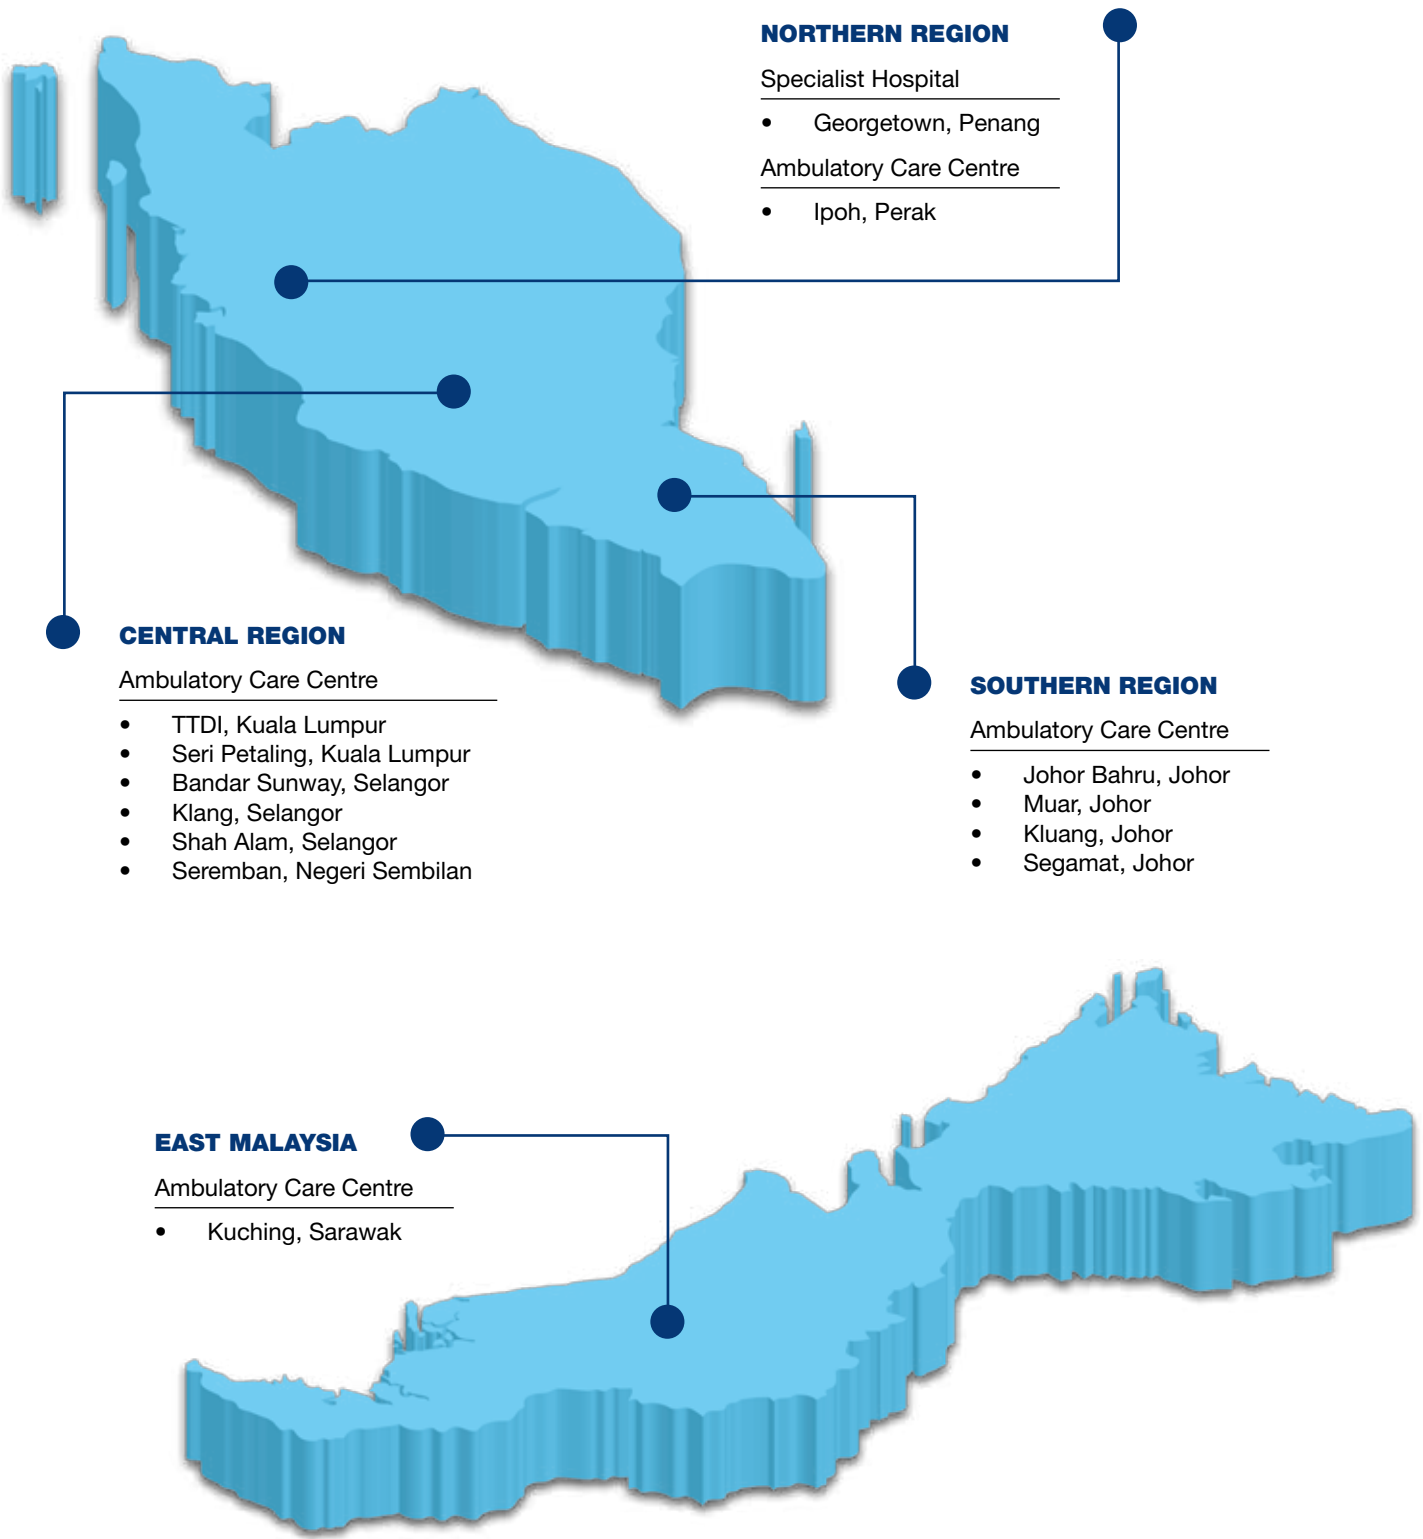 NORTHERN REGION
Specialist Hospital
• Georgetown, Penang
Ambulatory Care Centre
• Ipoh, Perak
CENTRAL REGION
Ambulatory Care Centre
• TTDI, Kuala Lumpur
• Seri Petaling, Kuala Lumpur
• Bandar Sunway, Selangor
• Klang, Selangor
• Shah Alam, Selangor
• Seremban, Negeri Sembilan
SOUTHERN REGION
Ambulatory Care Centre
• Johor Bahru, Johor
• Muar, Johor
• Kluang, Johor
• Segamat, Johor
EAST MALAYSIA
Ambulatory Care Centre
• Kuching, Sarawak